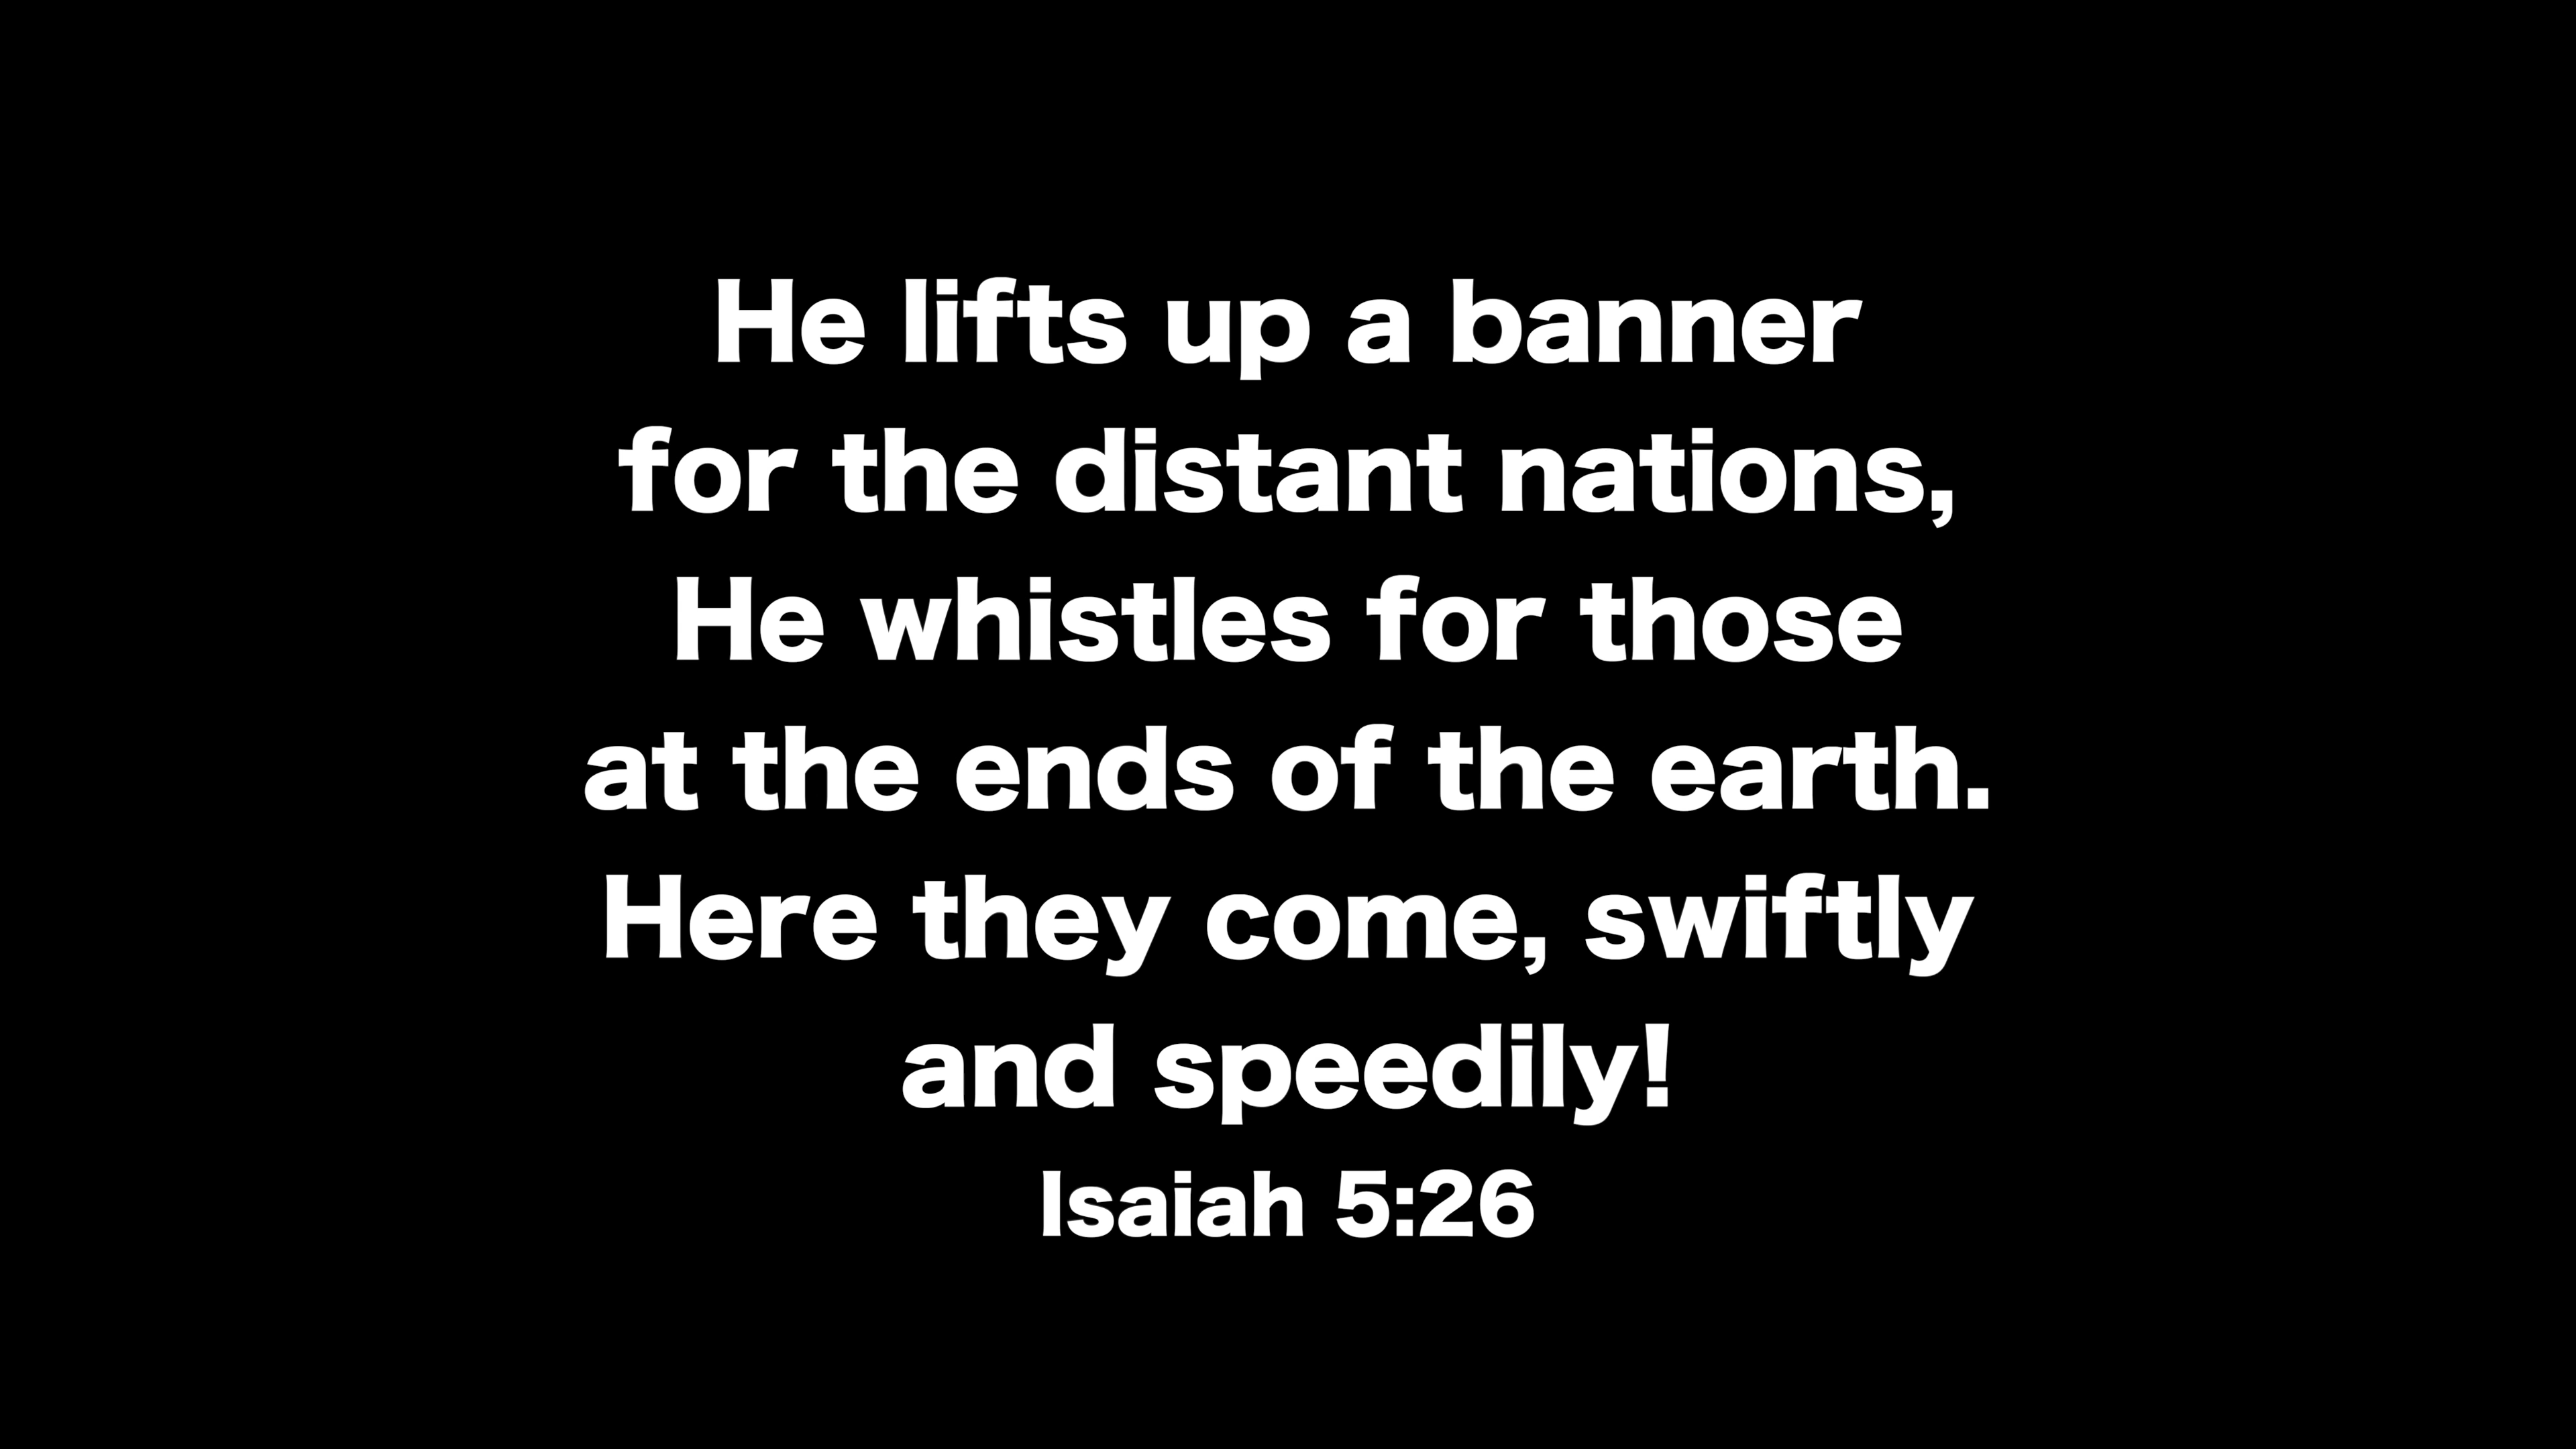 He lifts up a banner
for the distant nations,
He whistles for those
at the ends of the earth.
Here they come, swiftly
and speedily!
Isaiah 5:26